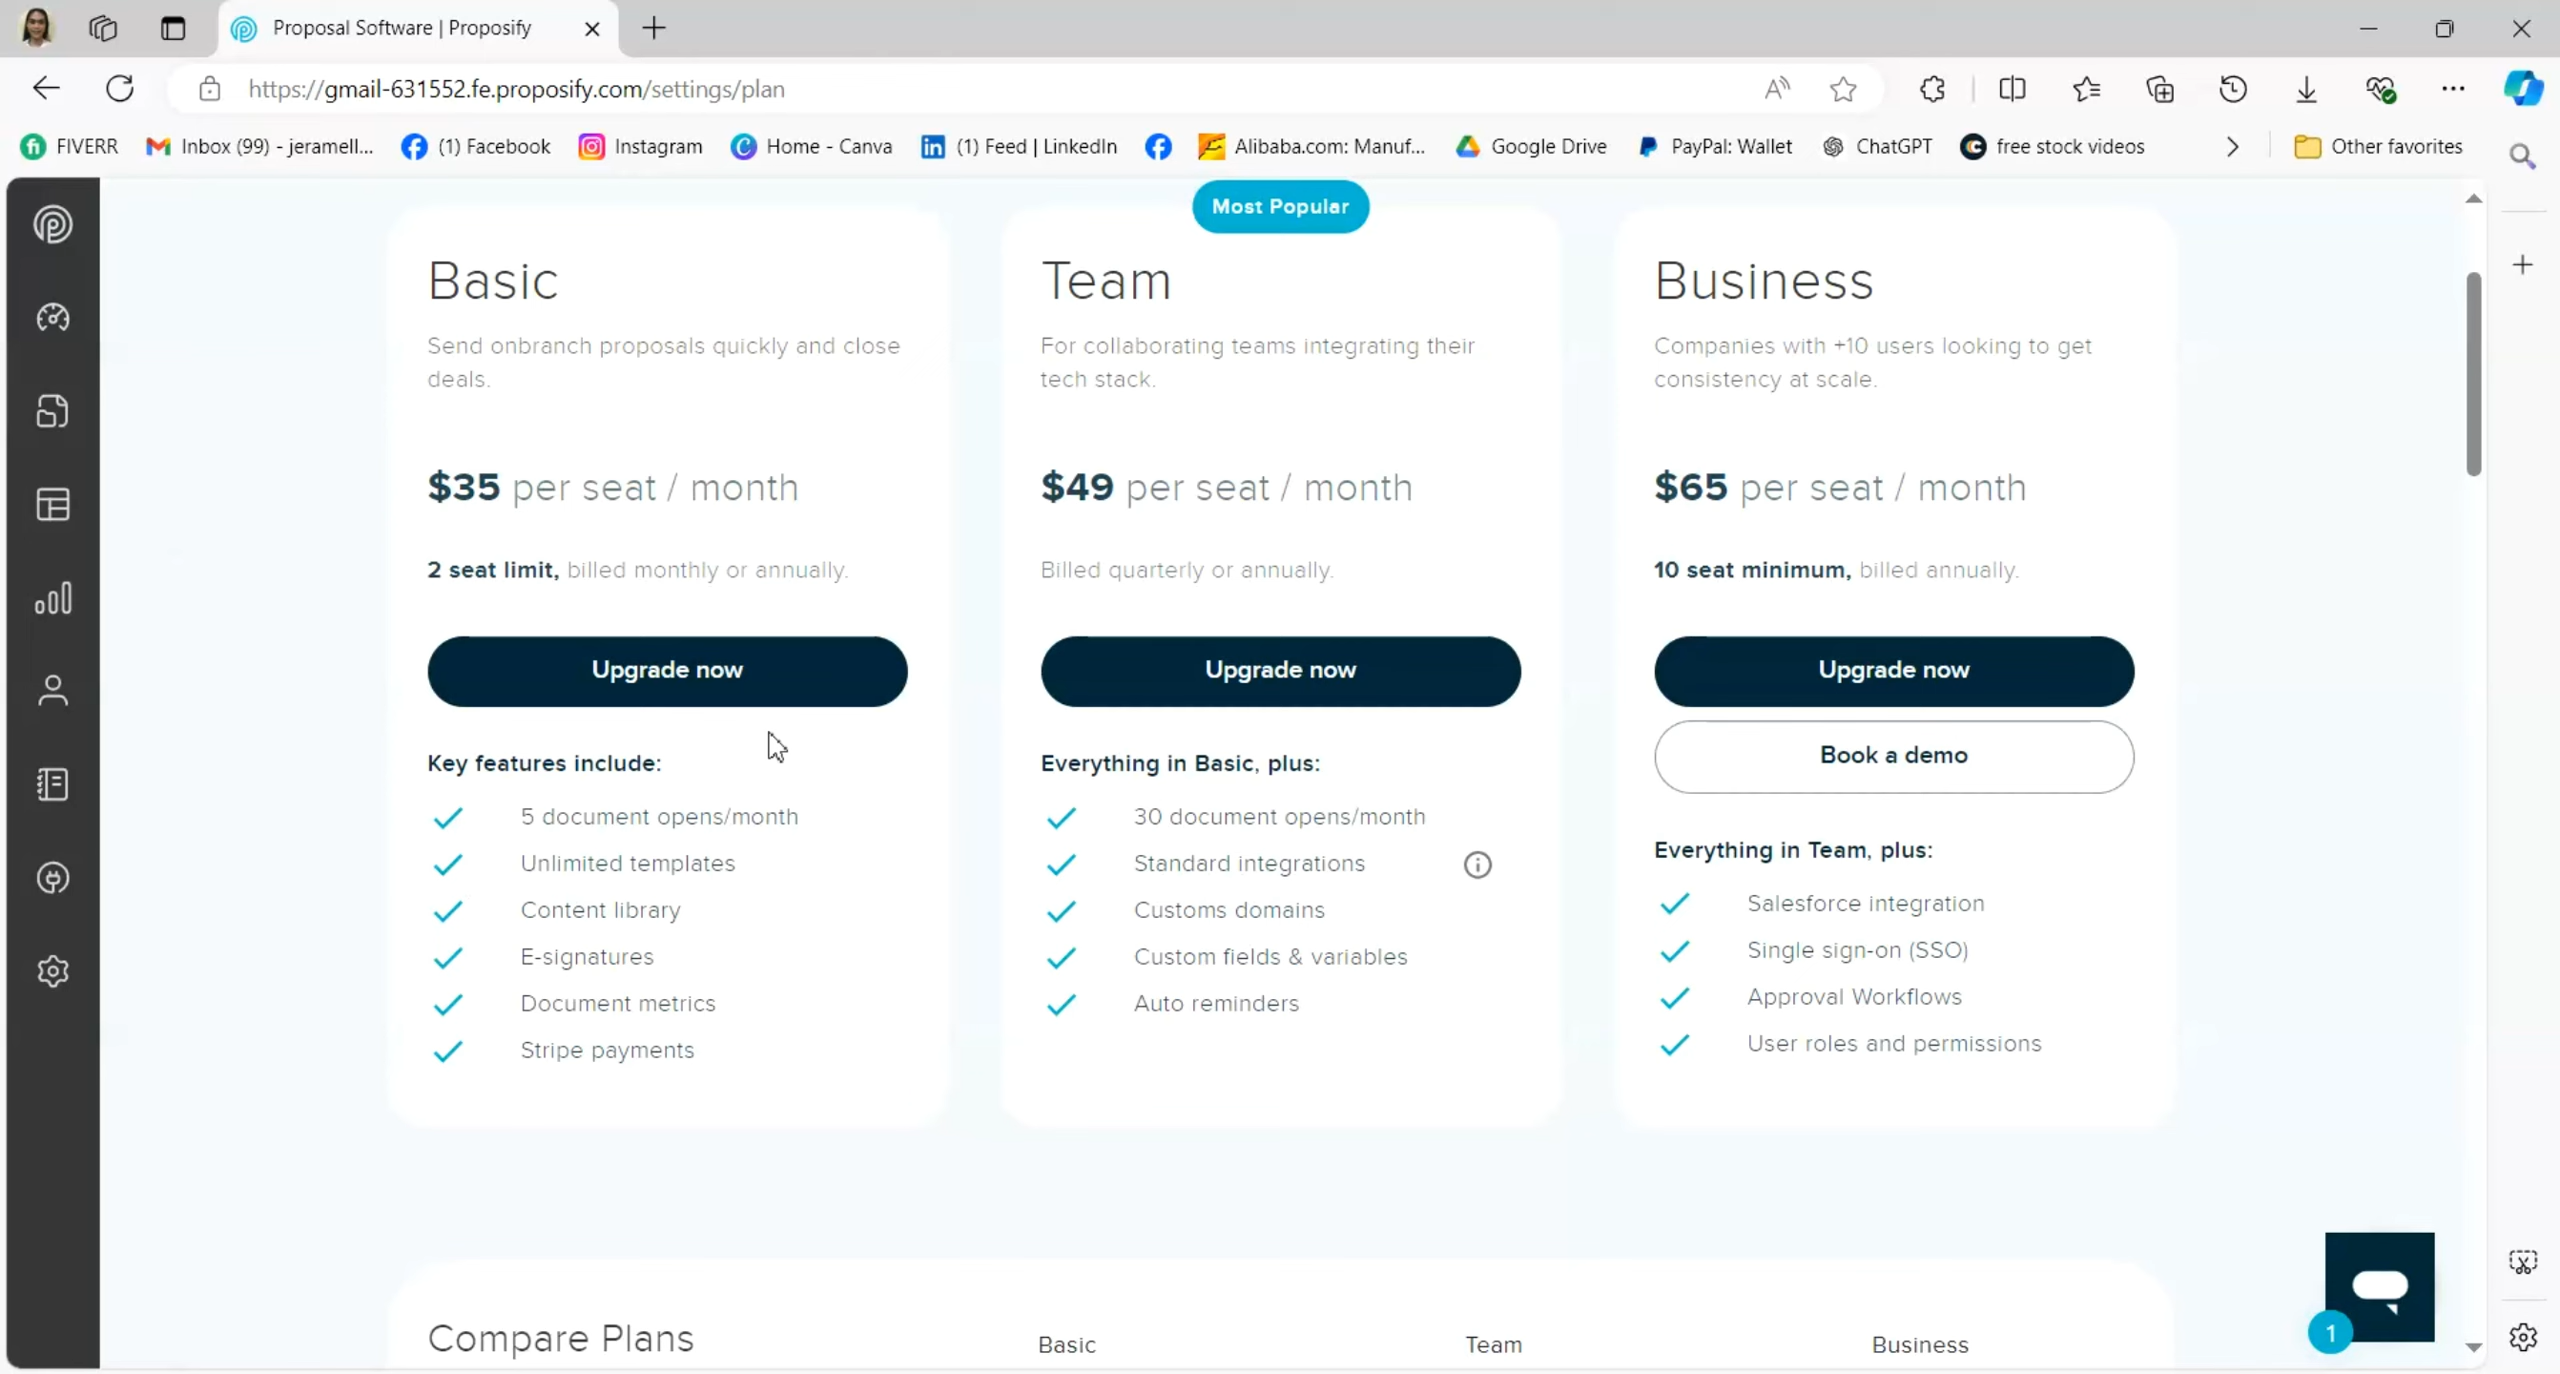 Proposal Software | Proposify
https://gmail-631552.fe.proposify.com/settings/plan
FIVERR
Inbox (99) - jeramell...
(1) Facebook
Instagram
Home - Canva
(1) Feed | LinkedIn
Alibaba.com: Manuf...
Google Drive
PayPal: Wallet
ChatGPT
free stock videos
Other favorites
Most Popular
Basic
Send onbranch proposals quickly and close
deals.
$35 per seat / month
2 seat limit, billed monthly or annually.
Upgrade now
Key features include:
5 document opens/month
Unlimited templates
Content library
E-signatures
Document metrics
Stripe payments
Team
For collaborating teams integrating their
tech stack.
$49 per seat / month
Billed quarterly or annually.
Upgrade now
Everything in Basic, plus:
30 document opens/month
Standard integrations
Customs domains
Custom fields & variables
Auto reminders
Business
Companies with +10 users looking to get
consistency at scale.
$65 per seat / month
10 seat minimum, billed annually.
Upgrade now
Book a demo
Everything in Team, plus:
Salesforce integration
Single sign-on (SSO)
Approval Workflows
User roles and permissions
Compare Plans
Basic
Team
Business
1